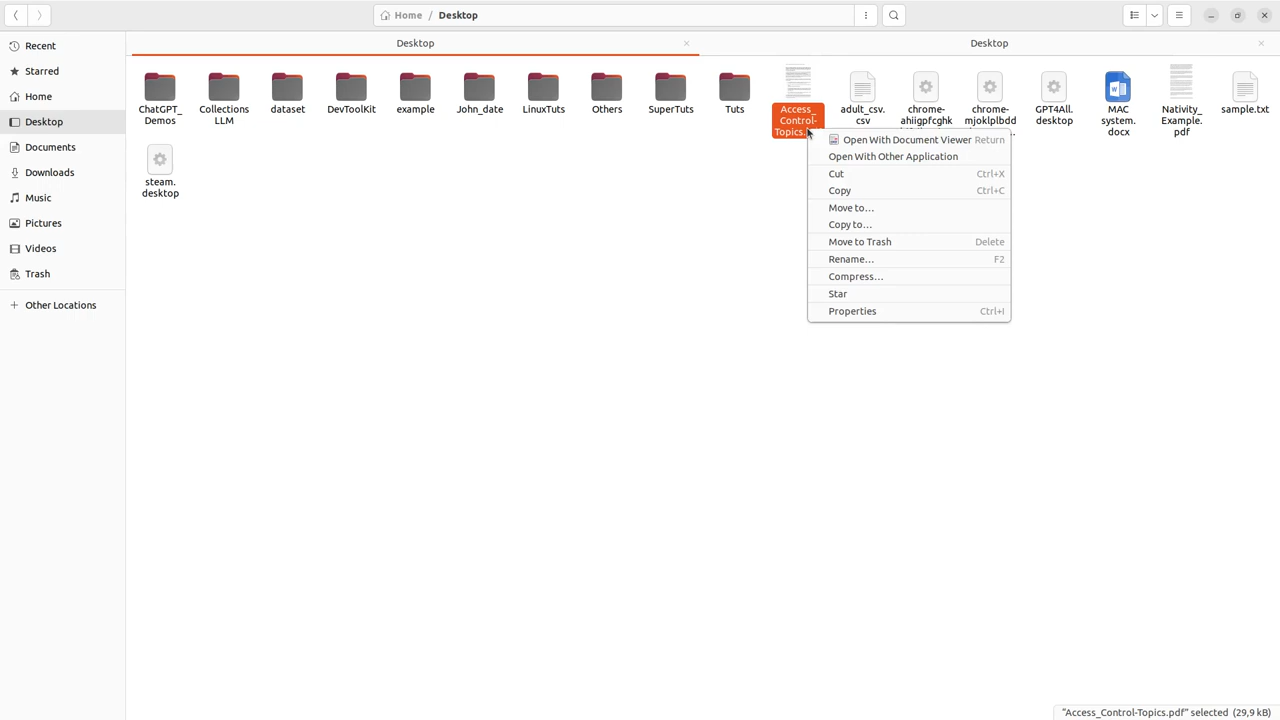 Home / Desktop
Recent
Starred
Home
Desktop
Documents
Downloads
Music
Pictures
Videos
Trash
Other Locations
Desktop
Desktop
ChatGPT_
Demos
Collections
LLM
dataset
DevToolKit
example
John_date
LinuxTuts
Others
SuperTuts
Tuts
Access_
Control-
Topics.
adult_csv.
csv
chrome-
ahiigpfcghk
chrome-
mjoklplbdd
GPT4All.
desktop
MAC
system.
docx
Nativity_
Example.
pdf
sample.txt
steam.
desktop
Open With Document Viewer Return
Open With Other Application
Cut Ctrl+X
Copy Ctrl+C
Move to…
Copy to…
Move to Trash Delete
Rename… F2
Compress…
Star
Properties Ctrl+I
"Access_Control-Topics.pdf" selected (29,9 kB)